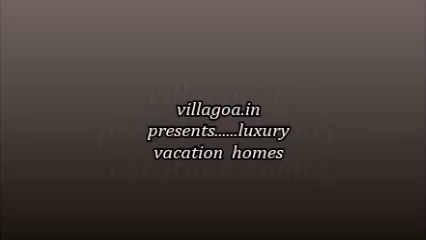 villagoa.in
presents......luxury
vacation homes